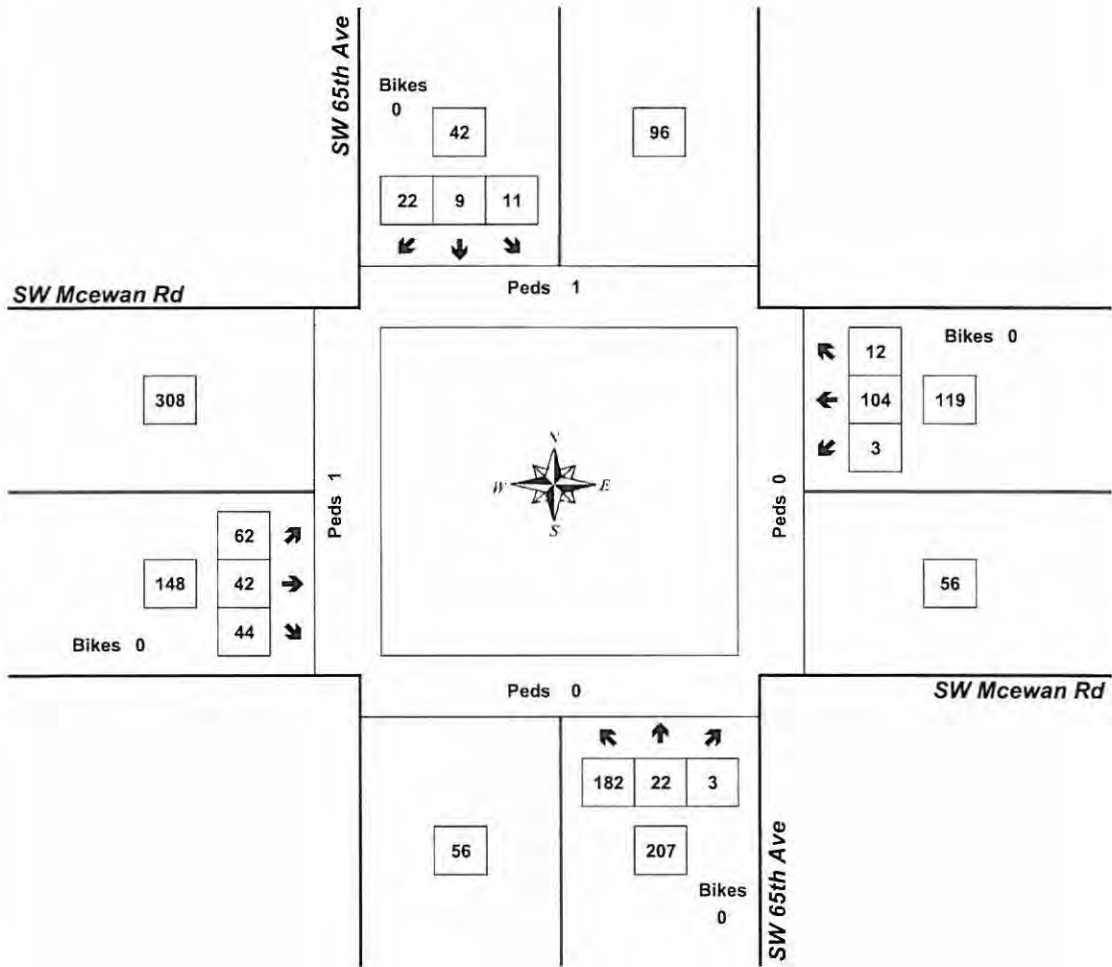 SW 65th Ave
Bikes
0
42
96
22 9 11
Peds 1
SW Mcewan Rd
12
Bikes 0
308
104
119
3
N
W E
S
Peds 1
Peds 0
62
148
42
56
44
Bikes 0
Peds 0
SW Mcewan Rd
182 22 3
56
207
SW 65th Ave
Bikes
0